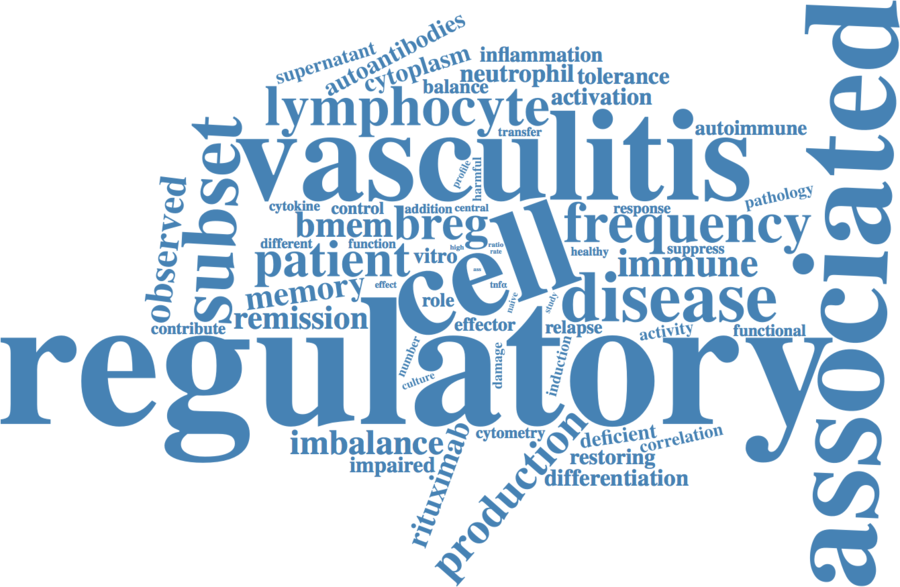 supernatant
autoantibodies
cytoplasm
inflammation
neutrophil
tolerance
balance
lymphocyte
activation
transfer
autoimmune
associated
vasculitis
subset
observed
profile
harmful
pathology
cytokine
control
addition
central
response
bmem
breg
cell
frequency
different
function
high
ratio
rate
healthy
suppress
patient
vitro
immune
am
effect
tnfα
memory
role
naive
study
disease
contribute
remission
effector
relapse
activity
functional
regulatory
number
culture
damage
induction
imbalance
cytometry
deficient
correlation
impaired
rituximab
production
restoring
differentiation